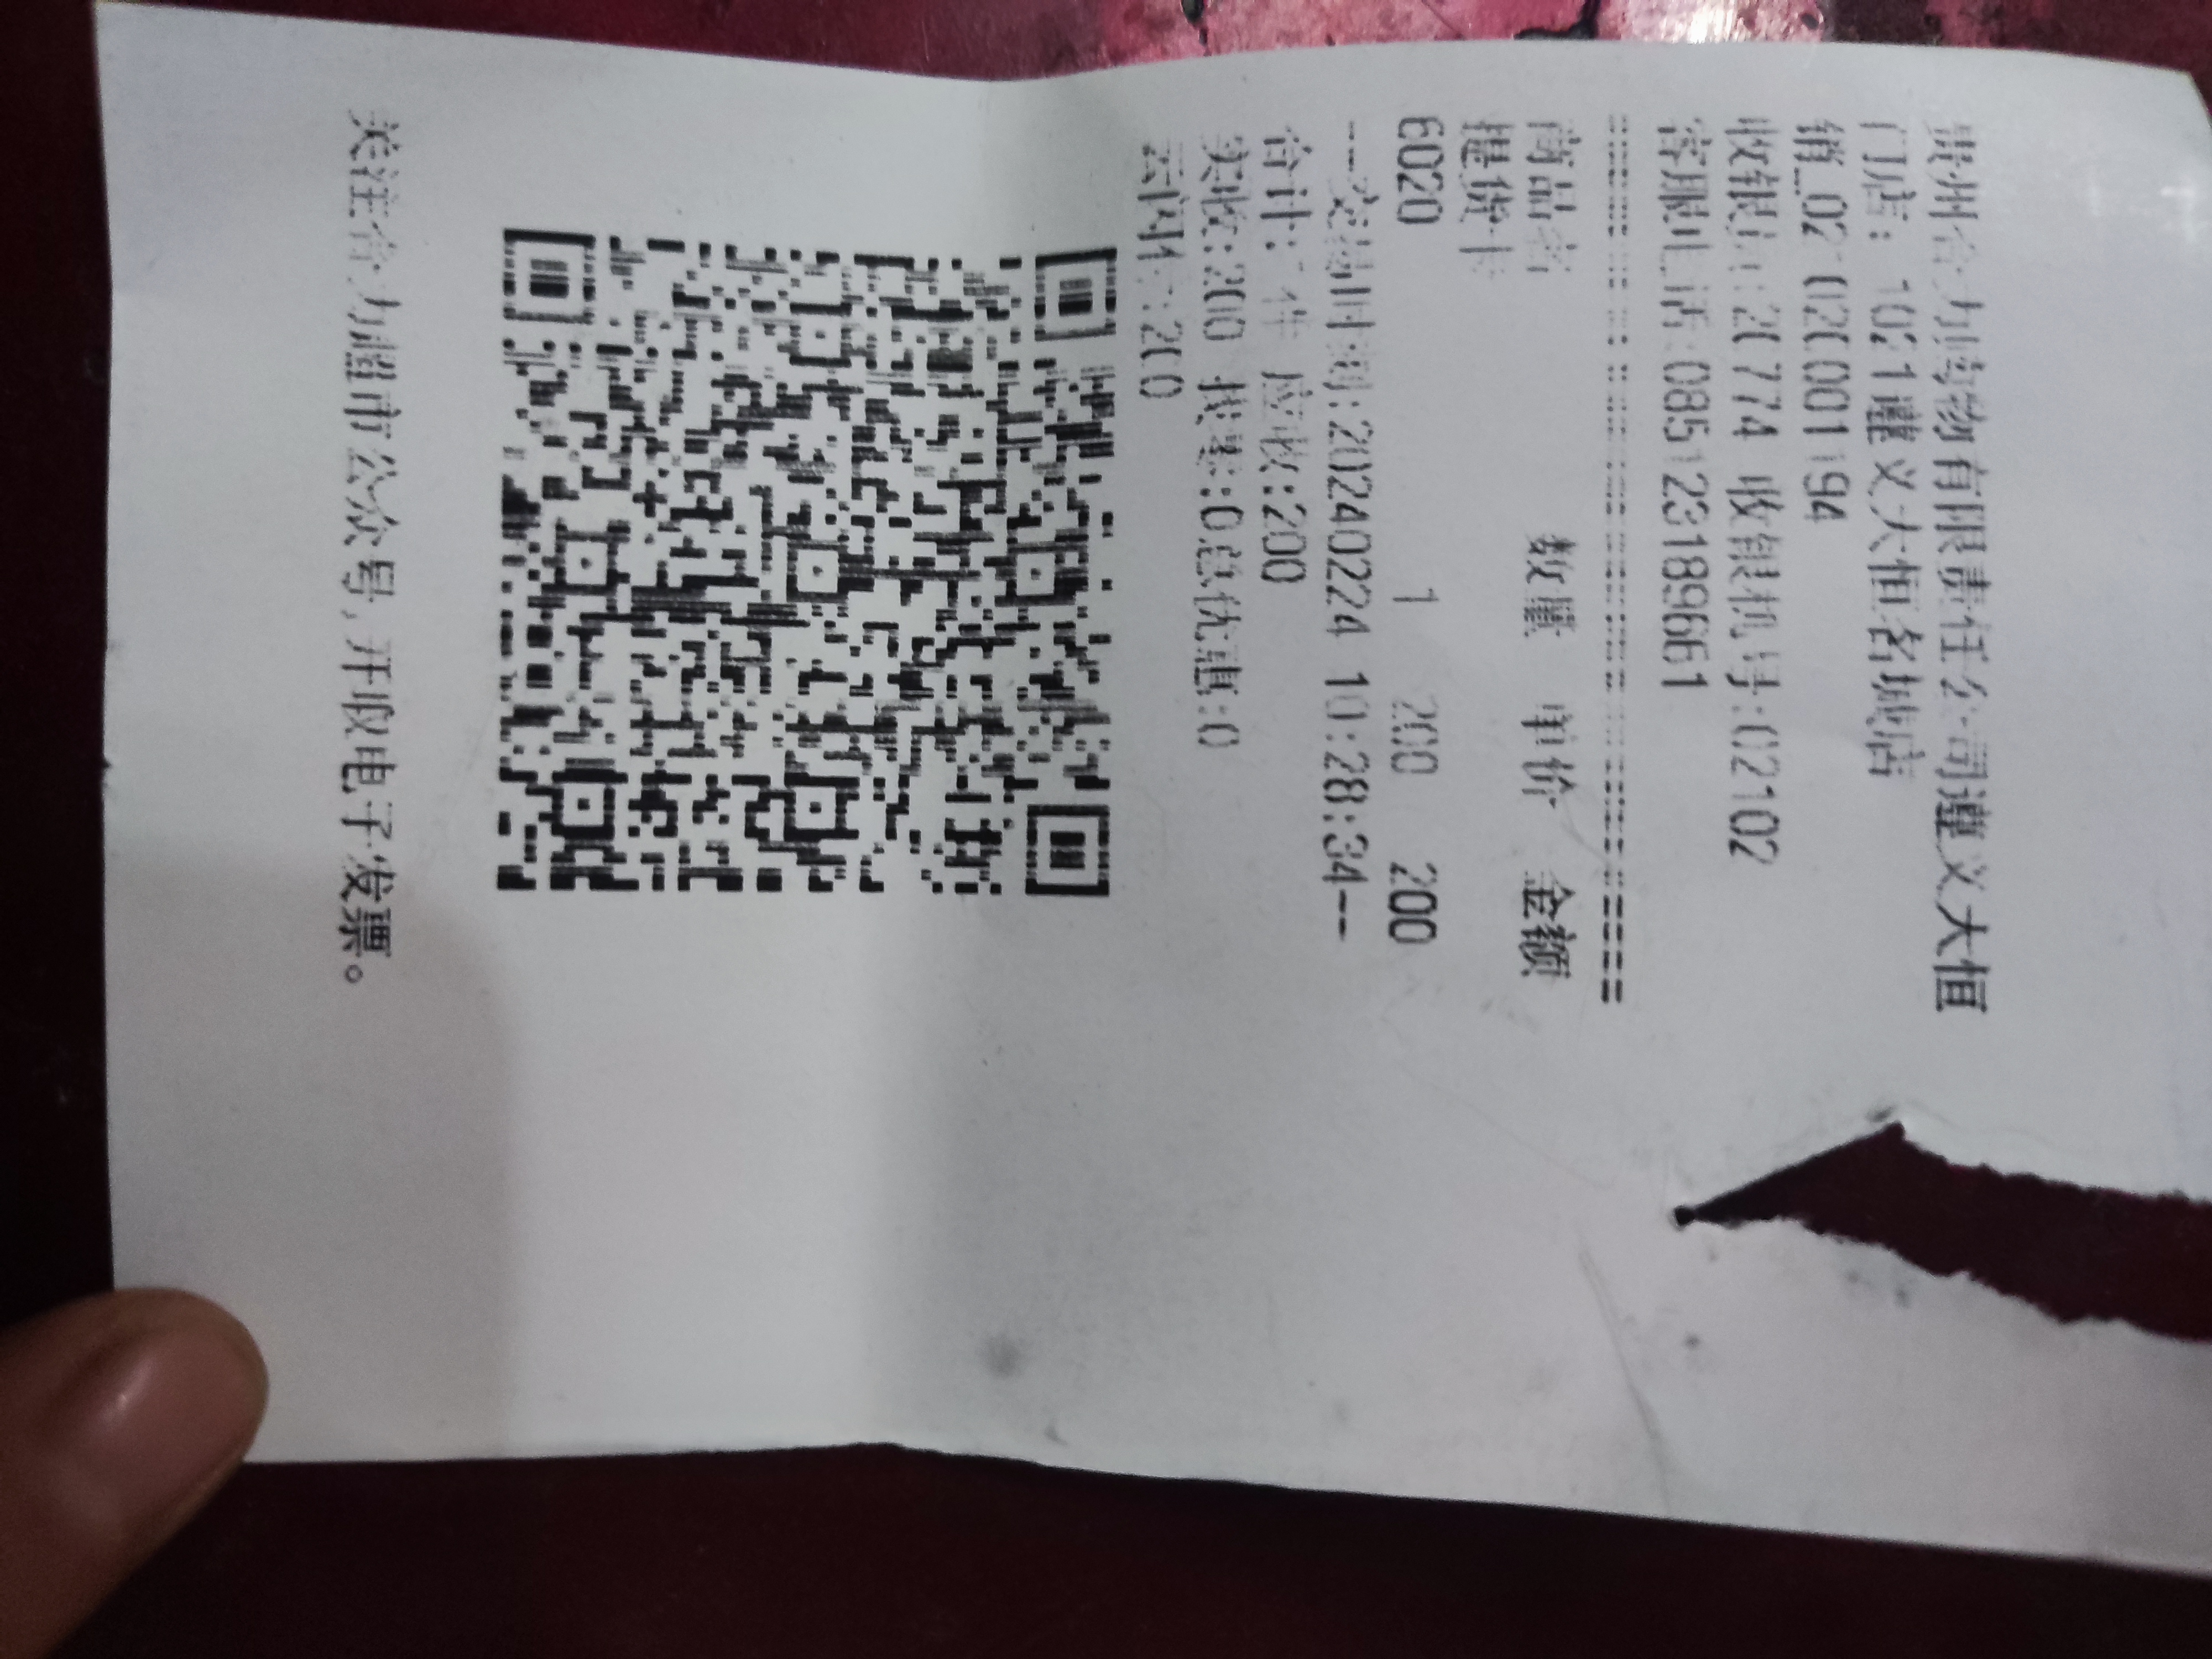 贵州合力购物有限责任公司遵义大恒
门店: 1021遵义大恒名城店
销_02 020001194
收银员:20774 收银机号:02102
客服电话:085123189661
商品名 数量 单价 金额
提货卡
6020 1 200 200
--交易时间:20240224 10:28:34--
合计: 1件 应收:200
实收:200 找零:0总优惠:0
云闪付:200
关注合力超市公众号,开取电子发票。